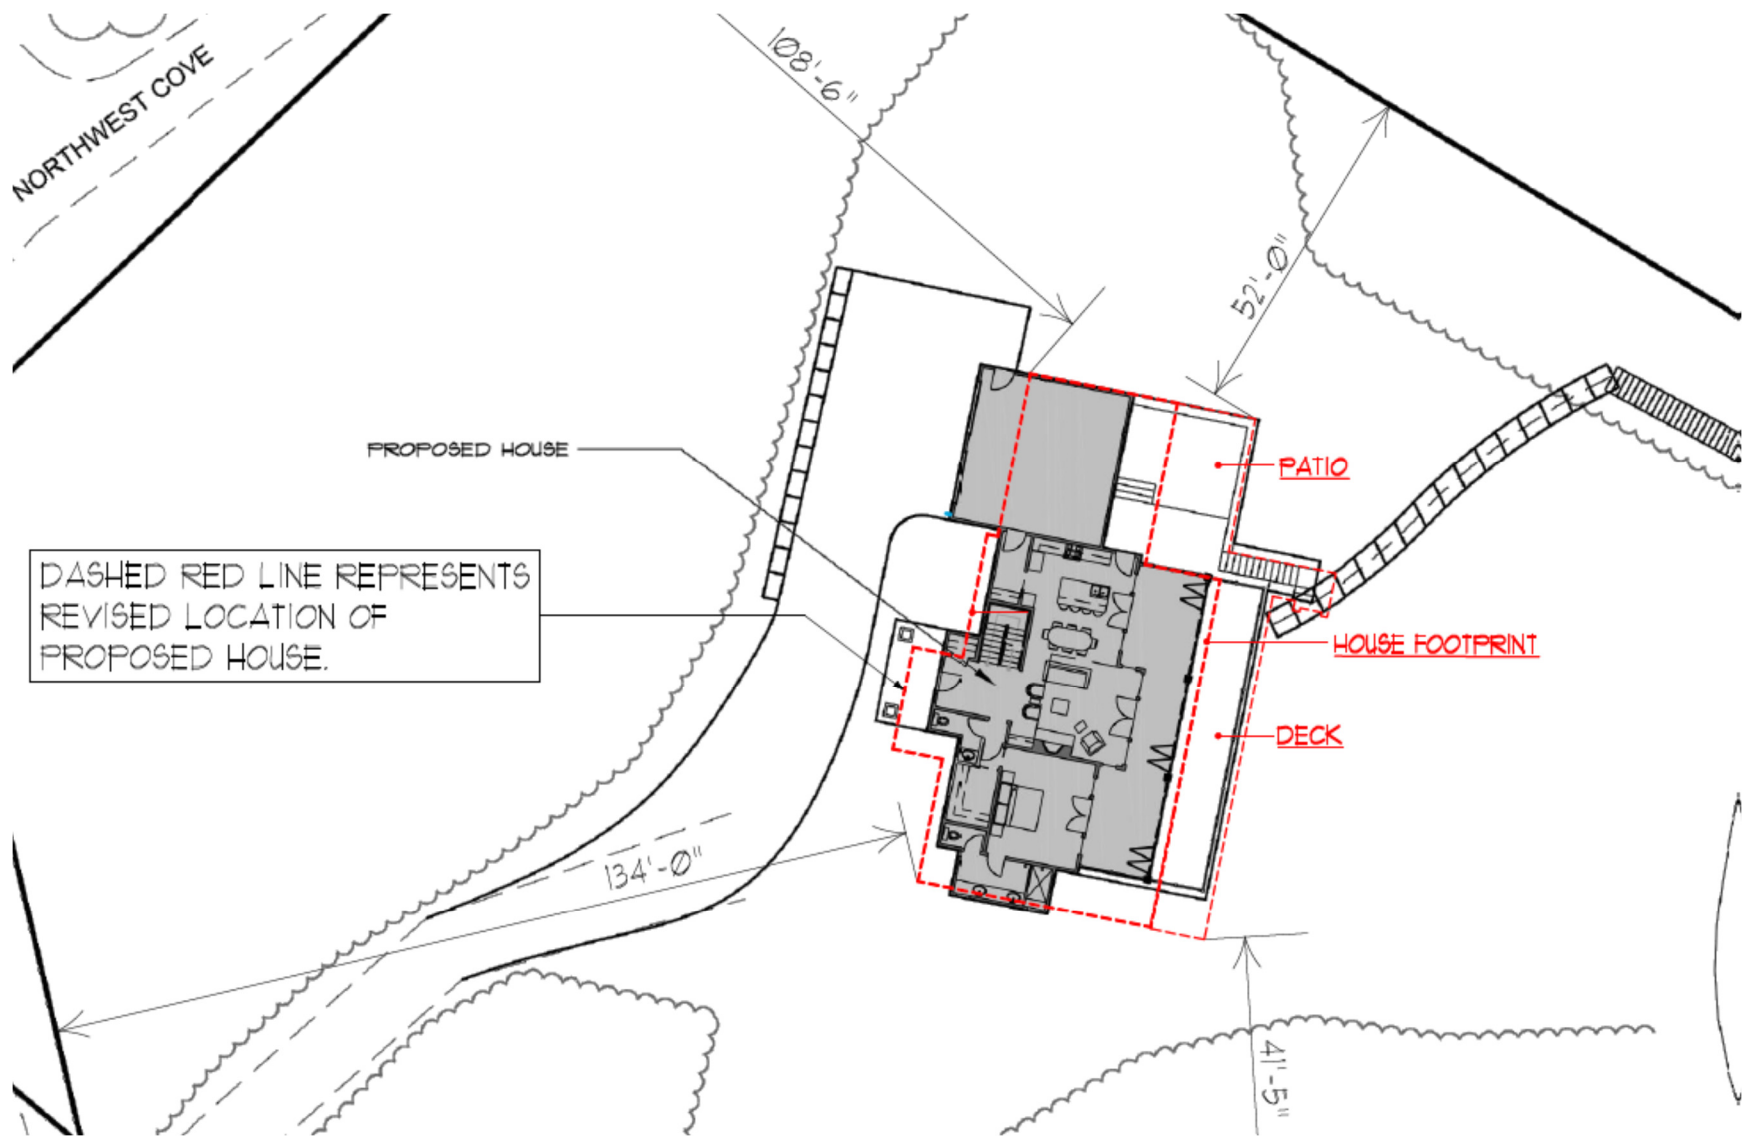 NORTHWEST COVE
108'-6"
52'-0"
PROPOSED HOUSE
PATIO
DASHED RED LINE REPRESENTS
REVISED LOCATION OF
PROPOSED HOUSE.
HOUSE FOOTPRINT
DECK
134'-0"
41'-5"